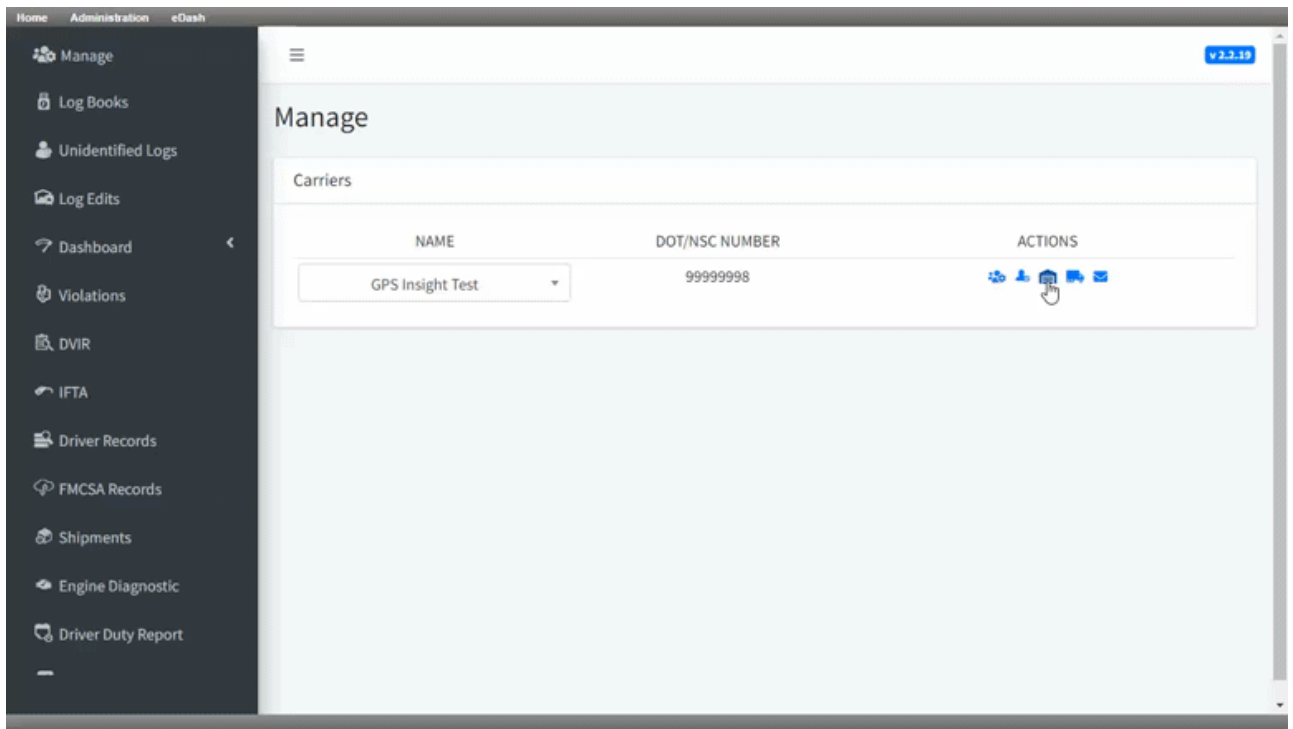 Home Administration eDash
Manage
Log Books
Unidentified Logs
Log Edits
Dashboard
Violations
DVIR
IFTA
Driver Records
FMCSA Records
Shipments
Engine Diagnostic
Driver Duty Report
v 2.2.19
Manage
Carriers
NAME DOT/NSC NUMBER ACTIONS
GPS Insight Test 99999998